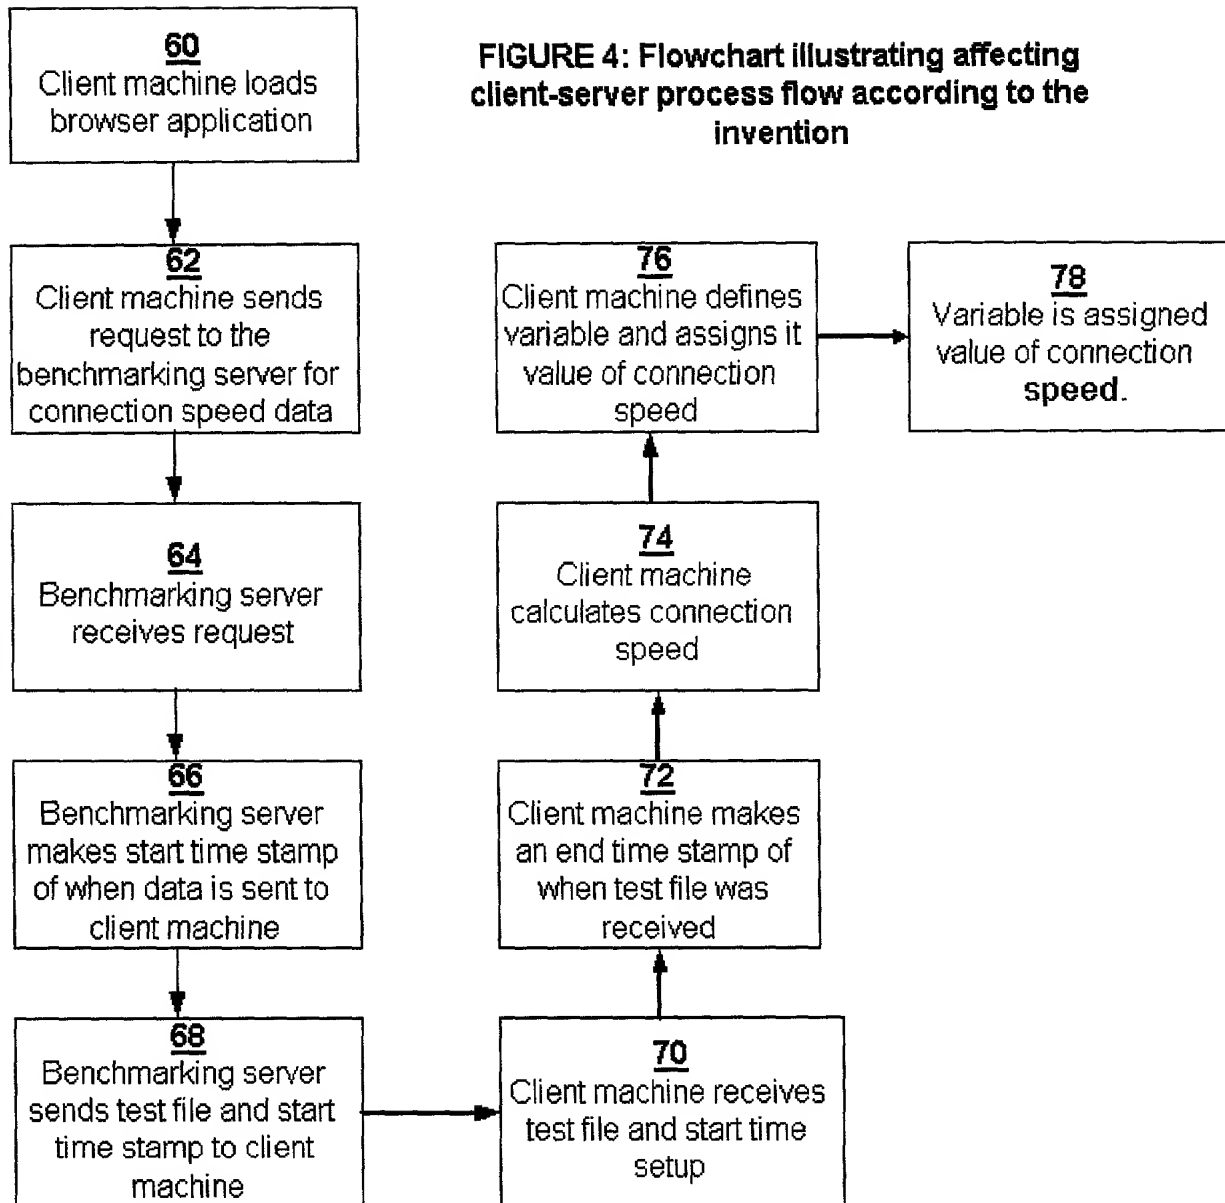 60
Client machine loads
browser application
FIGURE 4: Flowchart illustrating affecting
client-server process flow according to the
invention
62
Client machine sends
request to the
benchmarking server for
connection speed data
64
Benchmarking server
receives request
66
Benchmarking server
makes start time stamp
of when data is sent to
client machine
68
Benchmarking server
sends test file and start
time stamp to client
machine
70
Client machine receives
test file and start time
setup
72
Client machine makes
an end time stamp of
when test file was
received
74
Client machine
calculates connection
speed
76
Client machine defines
variable and assigns it
value of connection
speed
78
Variable is assigned
value of connection
speed.